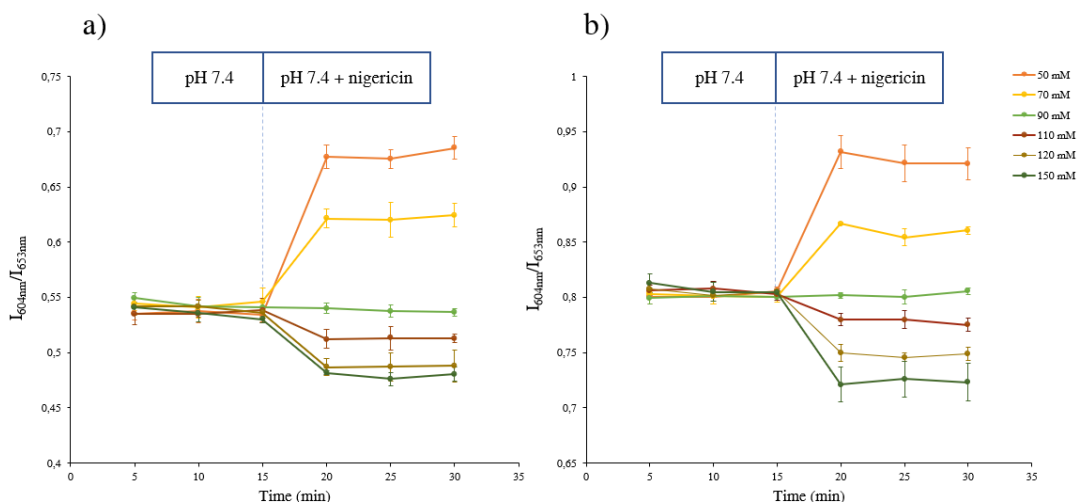 a)
pH 7.4
pH 7.4 + nigericin
0,75
0,7
0,65
0,6
0,55
0,5
0,45
0,4
I604nm/I653nm
0
5
10
15
20
25
30
35
Time (min)
b)
pH 7.4
pH 7.4 + nigericin
1
0,95
0,9
0,85
0,8
0,75
0,7
0,65
I604nm/I653nm
0
5
10
15
20
25
30
35
Time (min)
50 mM
70 mM
90 mM
110 mM
120 mM
150 mM